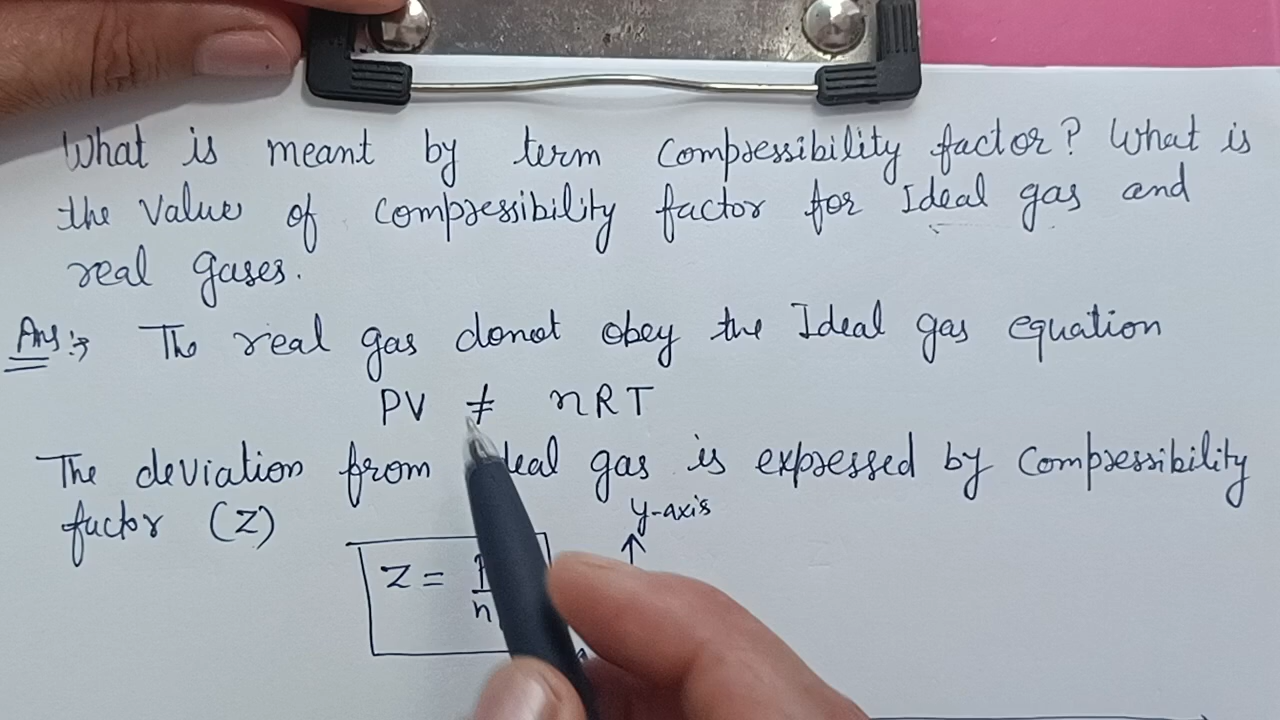 What is meant by term Compressibility factor? What is
the Value of Compressibility factor for Ideal gas and
real gases.
Ans:→ The real gas donot obey the Ideal gas equation
PV ≠ nRT
The deviation from gas is expressed by Compressibility
factor (Z)
y-axis
Z =